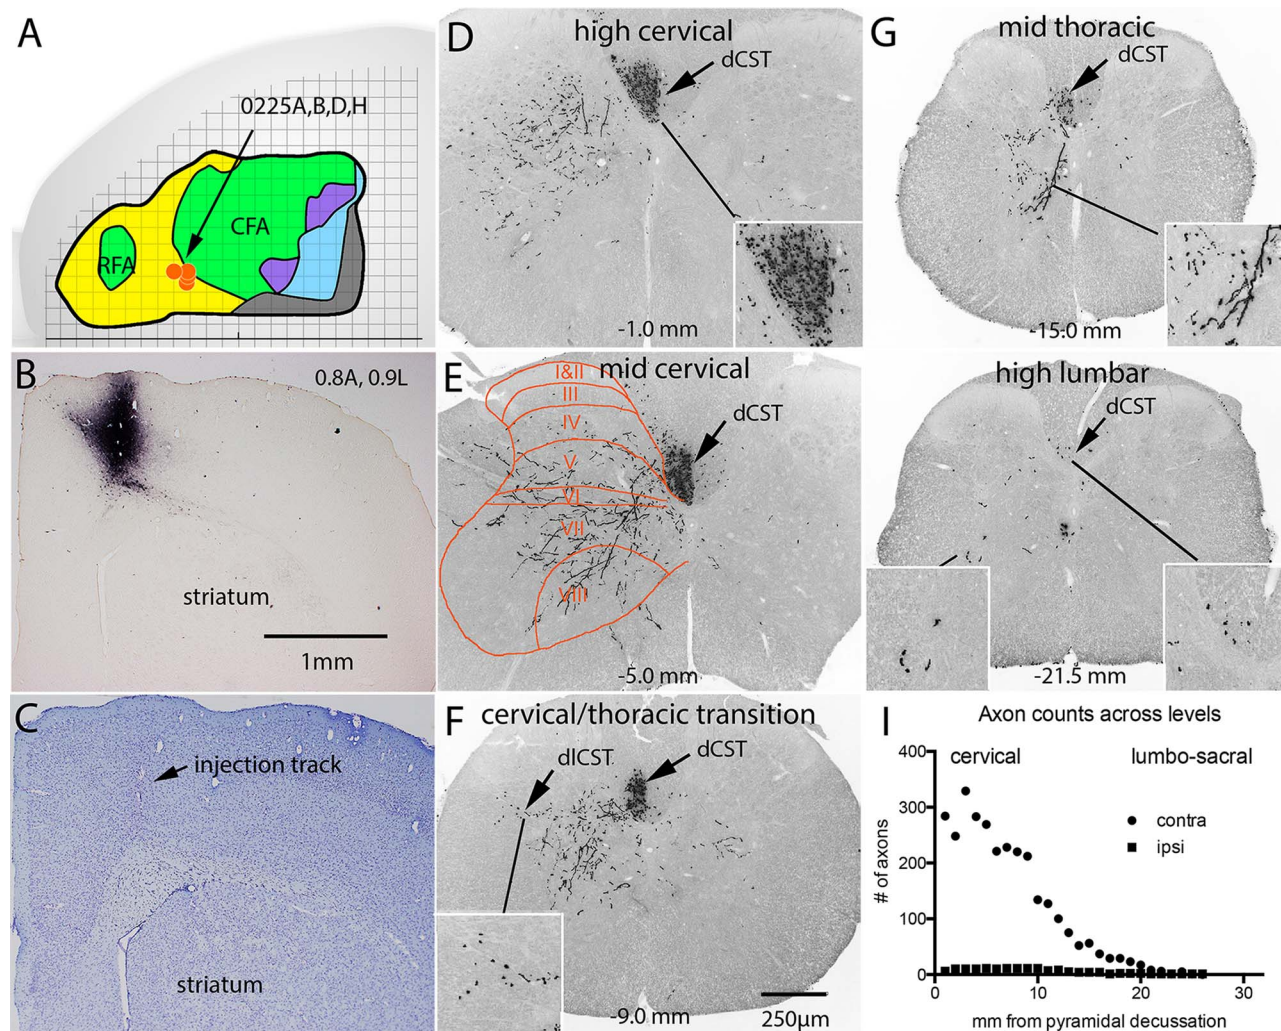 A
0225A,B,D,H
CFA
RFA
B
0.8A, 0.9L
striatum
1mm
C
injection track
striatum
D
high cervical
dCST
-1.0 mm
E
mid cervical
I&II
III
IV
dCST
V
VI
VII
VIII
-5.0 mm
F
cervical/thoracic transition
dlCST
dCST
-9.0 mm
250μm
G
mid thoracic
dCST
-15.0 mm
high lumbar
dCST
-21.5 mm
I
Axon counts across levels
cervical
lumbo-sacral
contra
ipsi
# of axons
400
300
200
100
0
0
10
20
30
mm from pyramidal decussation